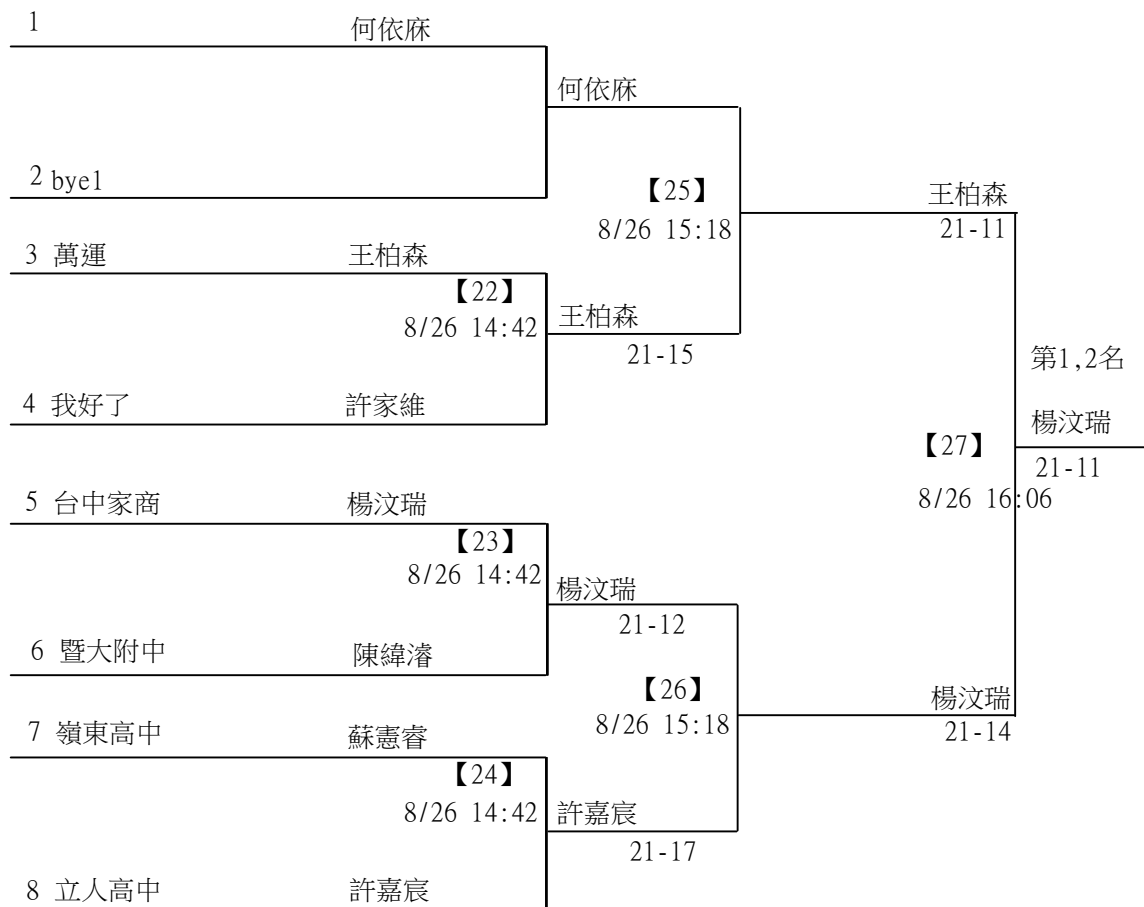 1 何依庥
何依庥
2 bye1
【25】
8/26 15:18
王柏森
21-11
3 萬運 王柏森
【22】
8/26 14:42
王柏森
21-15
第1,2名
4 我好了 許家維
楊汶瑞
21-11
【27】
8/26 16:06
5 台中家商 楊汶瑞
【23】
8/26 14:42
楊汶瑞
21-12
6 暨大附中 陳緯濬
【26】
8/26 15:18
楊汶瑞
21-14
7 嶺東高中 蘇憲睿
【24】
8/26 14:42
許嘉宸
21-17
8 立人高中 許嘉宸